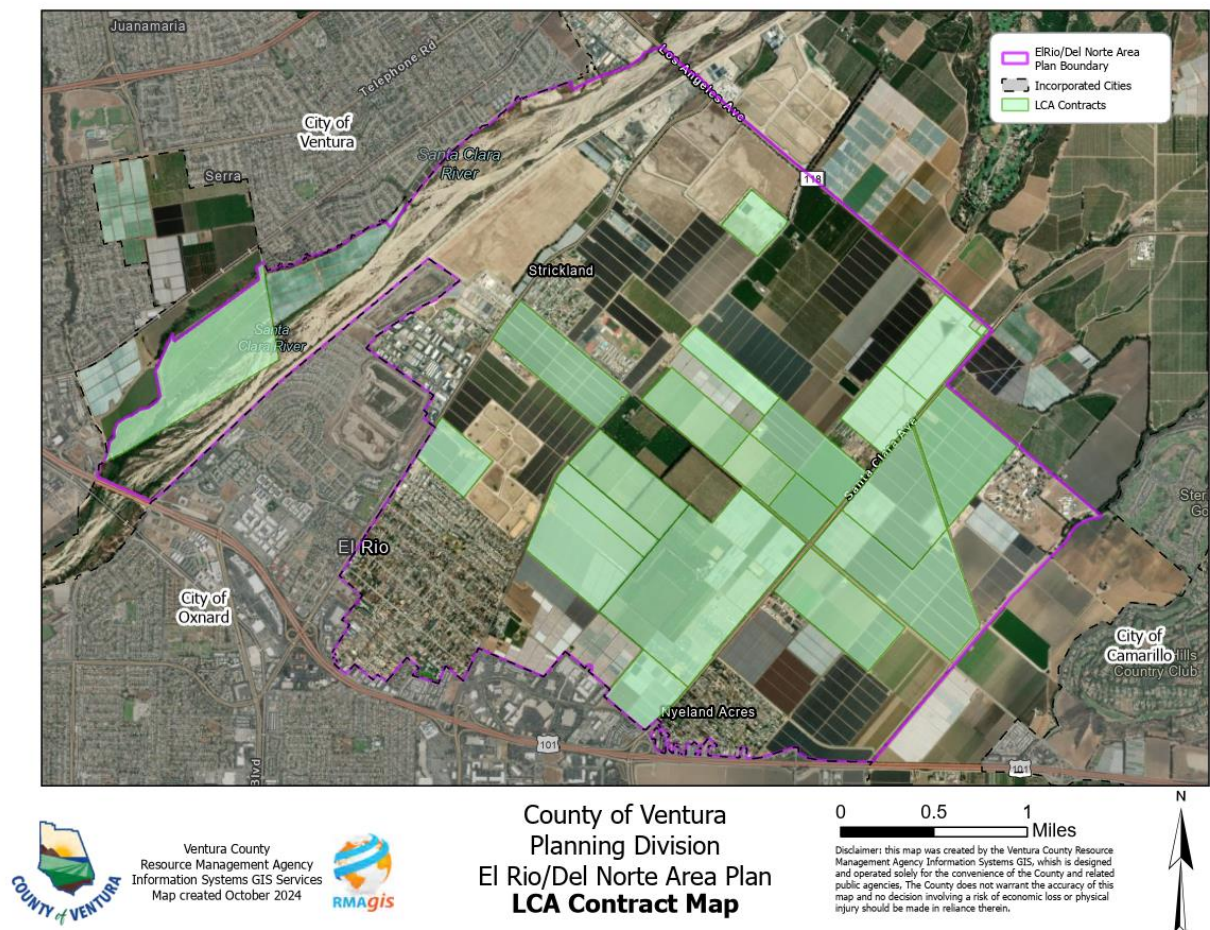 Juanamaria
Telephone Rd
Los Angeles Ave
ElRio/Del Norte Area
Plan Boundary
Incorporated Cities
LCA Contracts
City of
Ventura
Santa Clara
River
Serra
118
Strickland
Santa
Clara River
Santa Clara Ave
El Rio
City of
Oxnard
City of
Camarillo
Hills
Country Club
Nyeland Acres
101
101
Blvd
COUNTY of VENTURA
Ventura County
Resource Management Agency
Information Systems GIS Services
Map created October 2024
RMAgis
County of Ventura
Planning Division
El Rio/Del Norte Area Plan
LCA Contract Map
0 0.5 1
Miles
Disclaimer: this map was created by the Ventura County Resource
Management Agency Information Systems GIS, which is designed
and operated solely for the convenience of the County and related
public agencies. The County does not warrant the accuracy of this
map and no decision involving a risk of economic loss or physical
injury should be made in reliance therein.
N